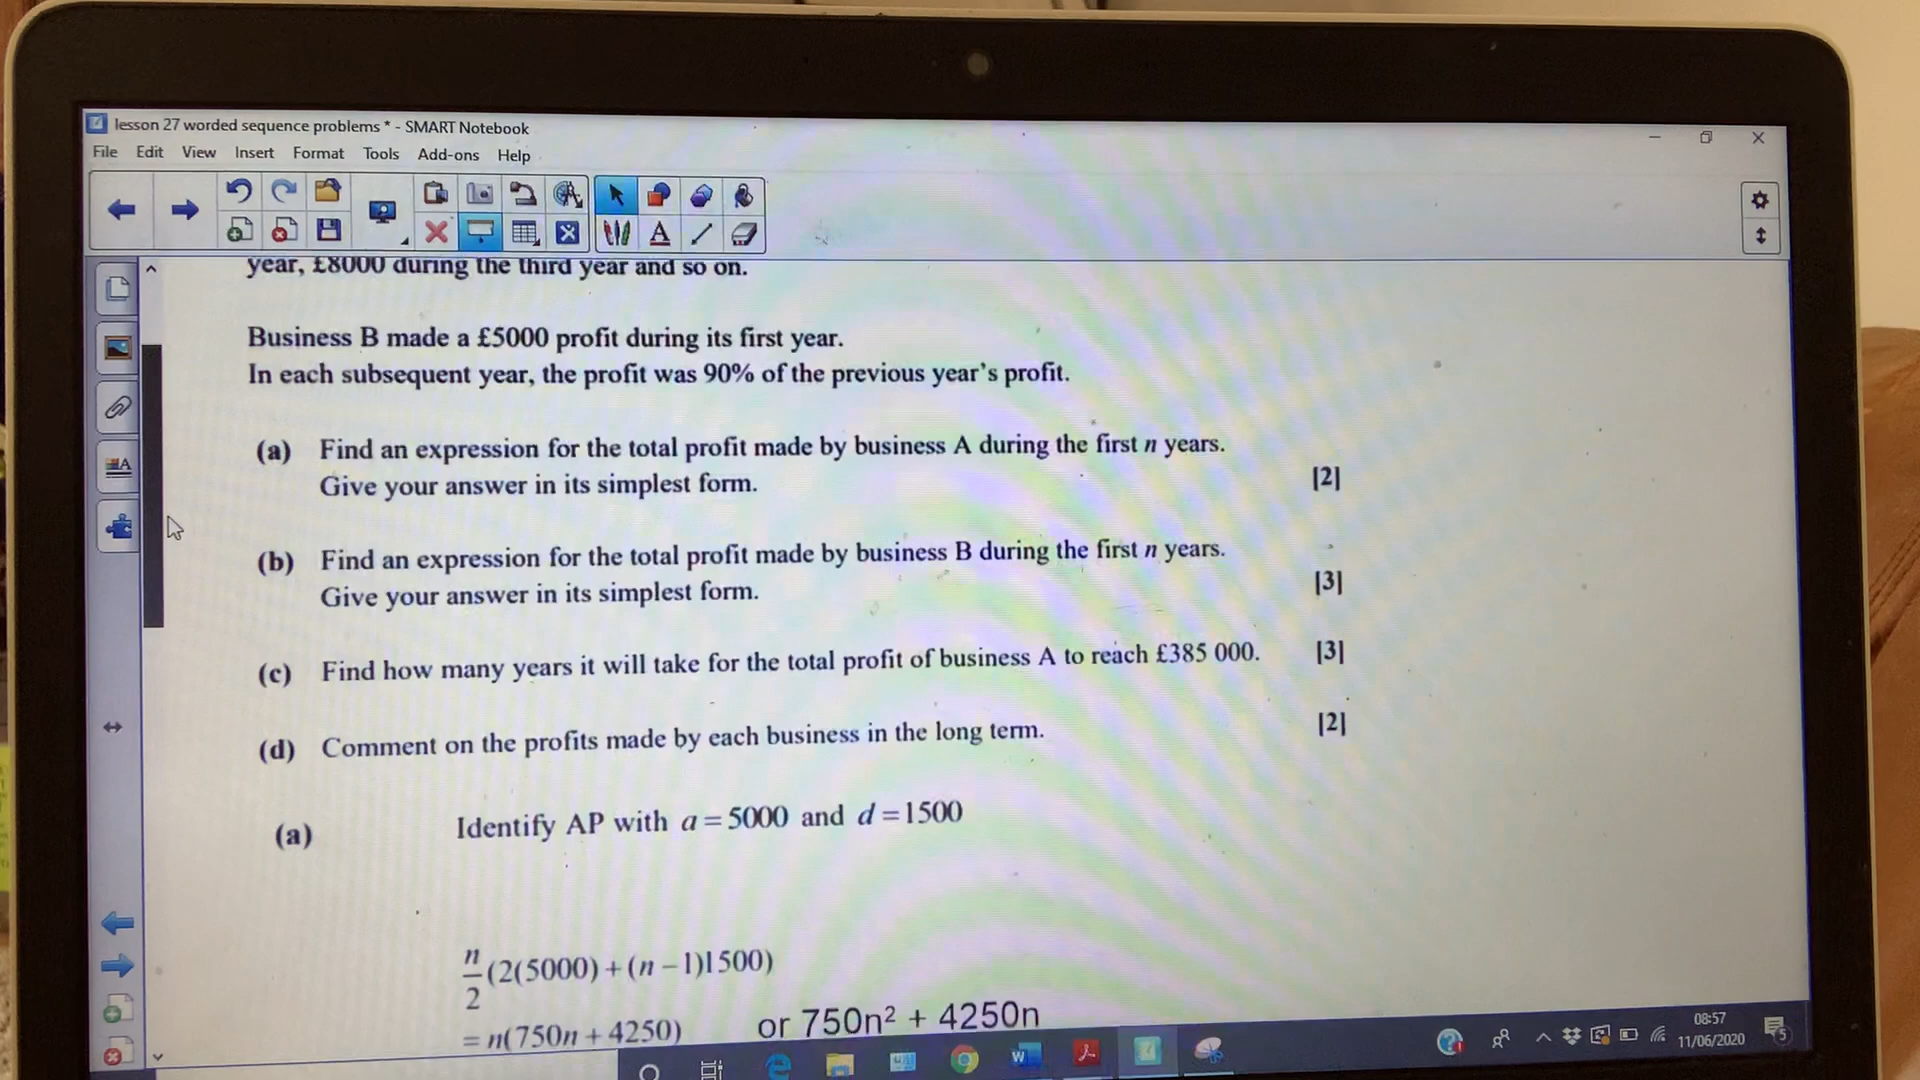 lesson 27 worded sequence problems * - SMART Notebook
File Edit View Insert Format Tools Add-ons Help
year, £8000 during the third year and so on.
Business B made a £5000 profit during its first year.
In each subsequent year, the profit was 90% of the previous year's profit.
(a) Find an expression for the total profit made by business A during the first n years.
Give your answer in its simplest form. [2]
(b) Find an expression for the total profit made by business B during the first n years.
Give your answer in its simplest form. [3]
(c) Find how many years it will take for the total profit of business A to reach £385 000. [3]
(d) Comment on the profits made by each business in the long term. [2]
(a) Identify AP with a = 5000 and d = 1500
n/2 (2(5000) + (n − 1)1500)
= n(750n + 4250) or 750n² + 4250n
08:57
11/06/2020
5